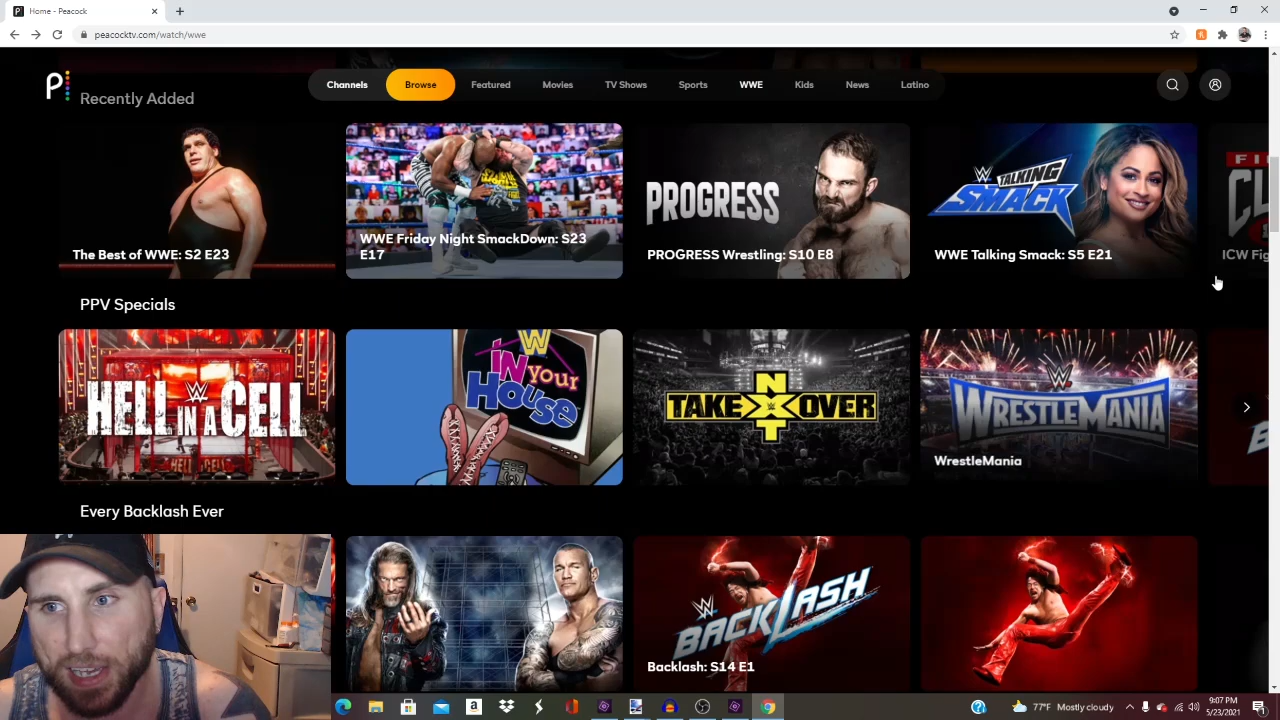 Home - Peacock
peacocktv.com/watch/wwe
Channels
Browse
Featured
Movies
TV Shows
Sports
WWE
Kids
News
Latino
Recently Added
The Best of WWE: S2 E23
WWE Friday Night SmackDown: S23
E17
PROGRESS
PROGRESS Wrestling: S10 E8
TALKING
SMACK
WWE Talking Smack: S5 E21
ICW Fig
PPV Specials
HELL IN A CELL
IN your
House
NXT
TAKEOVER
WRESTLEMANIA
WrestleMania
Every Backlash Ever
BACKLASH
Backlash: S14 E1
77°F Mostly cloudy
9:07 PM
5/23/2021